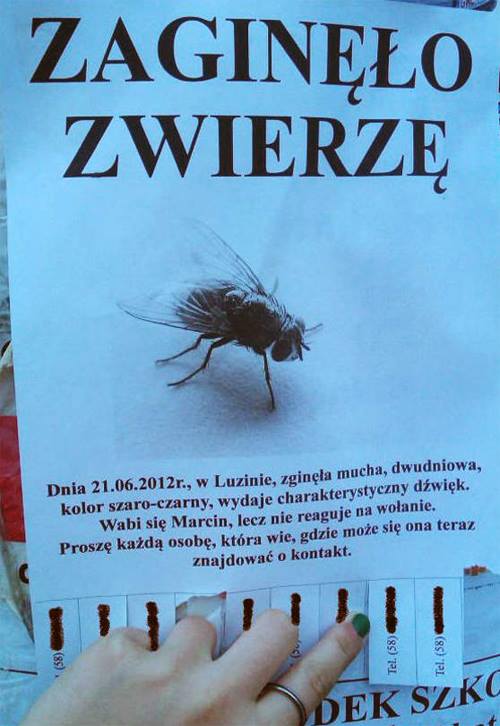 ZAGINĘŁO
ZWIERZĘ
Dnia 21.06.2012r., w Luzinie, zginęła mucha, dwudniowa,
kolor szaro-czarny, wydaje charakterystyczny dźwięk.
Wabi się Marcin, lecz nie reaguje na wołanie.
Proszę każdą osobę, która wie, gdzie może się ona teraz
znajdować o kontakt.
(58)
Tel. (58)
Tel. (58)
DEK SZKO